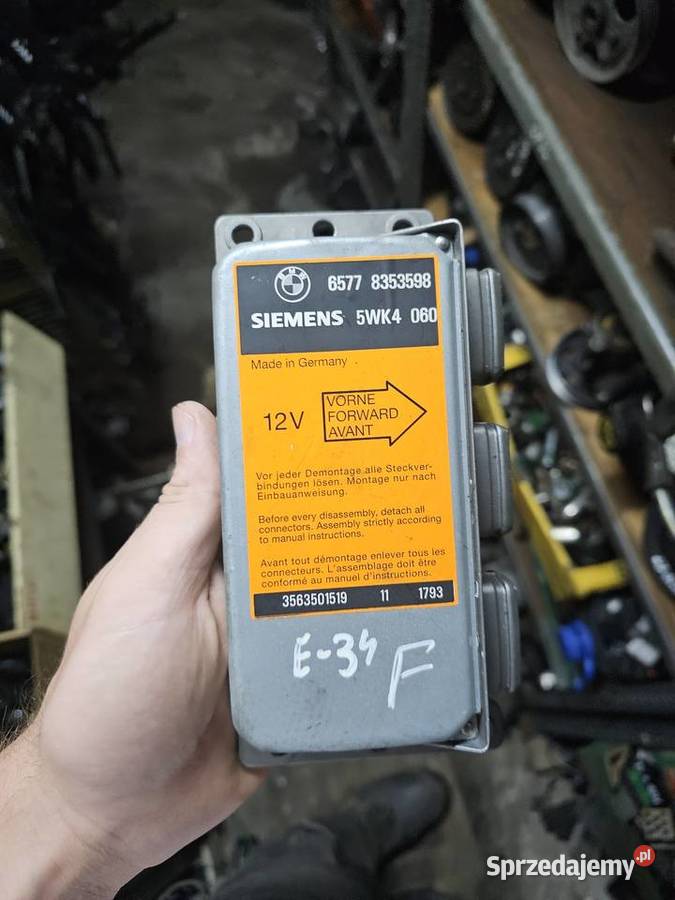 BMW
6577 8353598
SIEMENS 5WK4 060
Made in Germany
12V
VORNE
FORWARD
AVANT
Vor jeder Demontage alle Steckver-
bindungen lösen. Montage nur nach
Einbauanweisung.
Before every disassembly, detach all
connectors. Assembly strictly according
to manual instructions.
Avant tout démontage enlever tous les
connecteurs. L'assemblage doit être
conformé au manuel d'instructions.
3563501519 11 1793
E-34 F
Sprzedajemy.pl